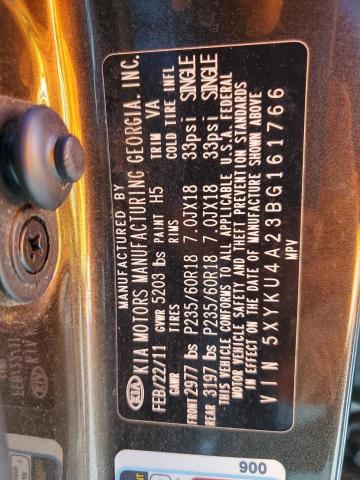 MANUFACTURED BY
KIA KIA MOTORS MANUFACTURING GEORGIA, INC.
FEB/22/11 GVWR 5203 lbs PAINT H5 TRIM VA
GAWR TIRES RIMS COLD TIRE INFL
FRONT 2977 lbs P235/60R18 7.0JX18 33psi SINGLE
REAR 3197 lbs P235/60R18 7.0JX18 33psi SINGLE
THIS VEHICLE CONFORMS TO ALL APPLICABLE U.S.A. FEDERAL
MOTOR VEHICLE SAFETY AND THEFT PREVENTION STANDARDS
IN EFFECT ON THE DATE OF MANUFACTURE SHOWN ABOVE.
VIN 5XYKU4A23BG161766
MPV
900